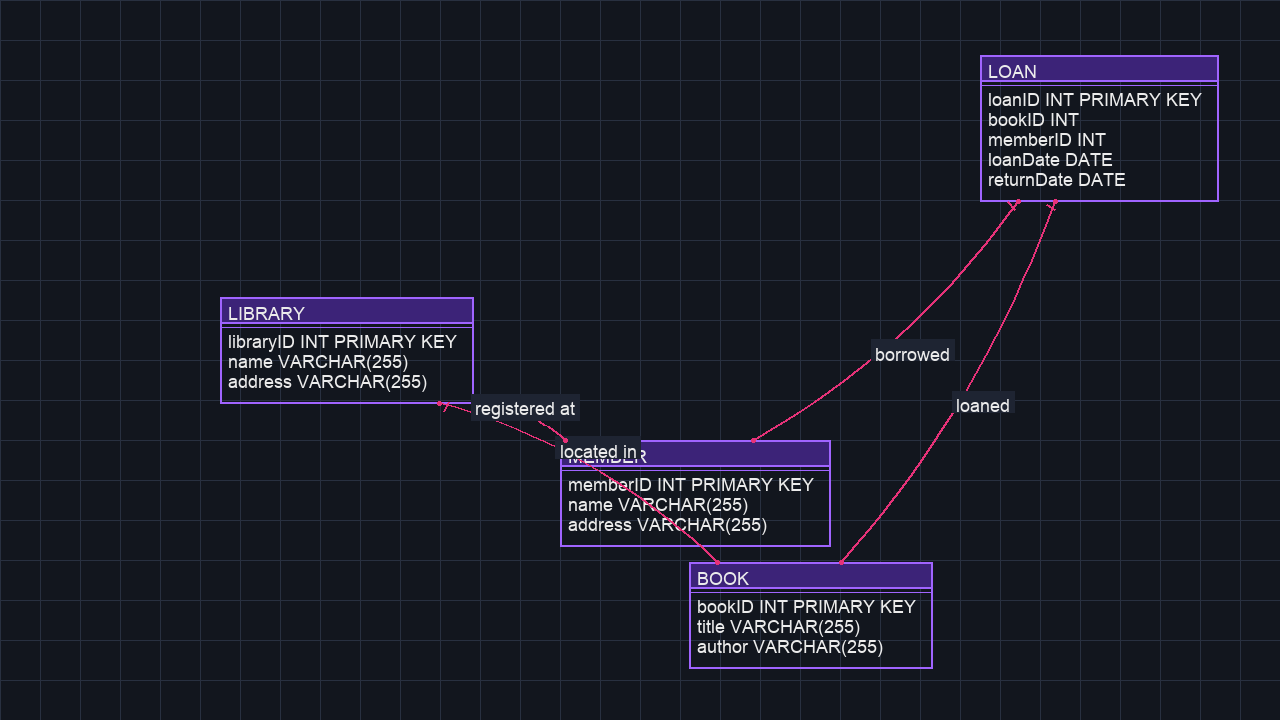 LOAN
loanID INT PRIMARY KEY
bookID INT
memberID INT
loanDate DATE
returnDate DATE
LIBRARY
libraryID INT PRIMARY KEY
name VARCHAR(255)
address VARCHAR(255)
borrowed
registered at
loaned
located in
MEMBER
memberID INT PRIMARY KEY
name VARCHAR(255)
address VARCHAR(255)
BOOK
bookID INT PRIMARY KEY
title VARCHAR(255)
author VARCHAR(255)